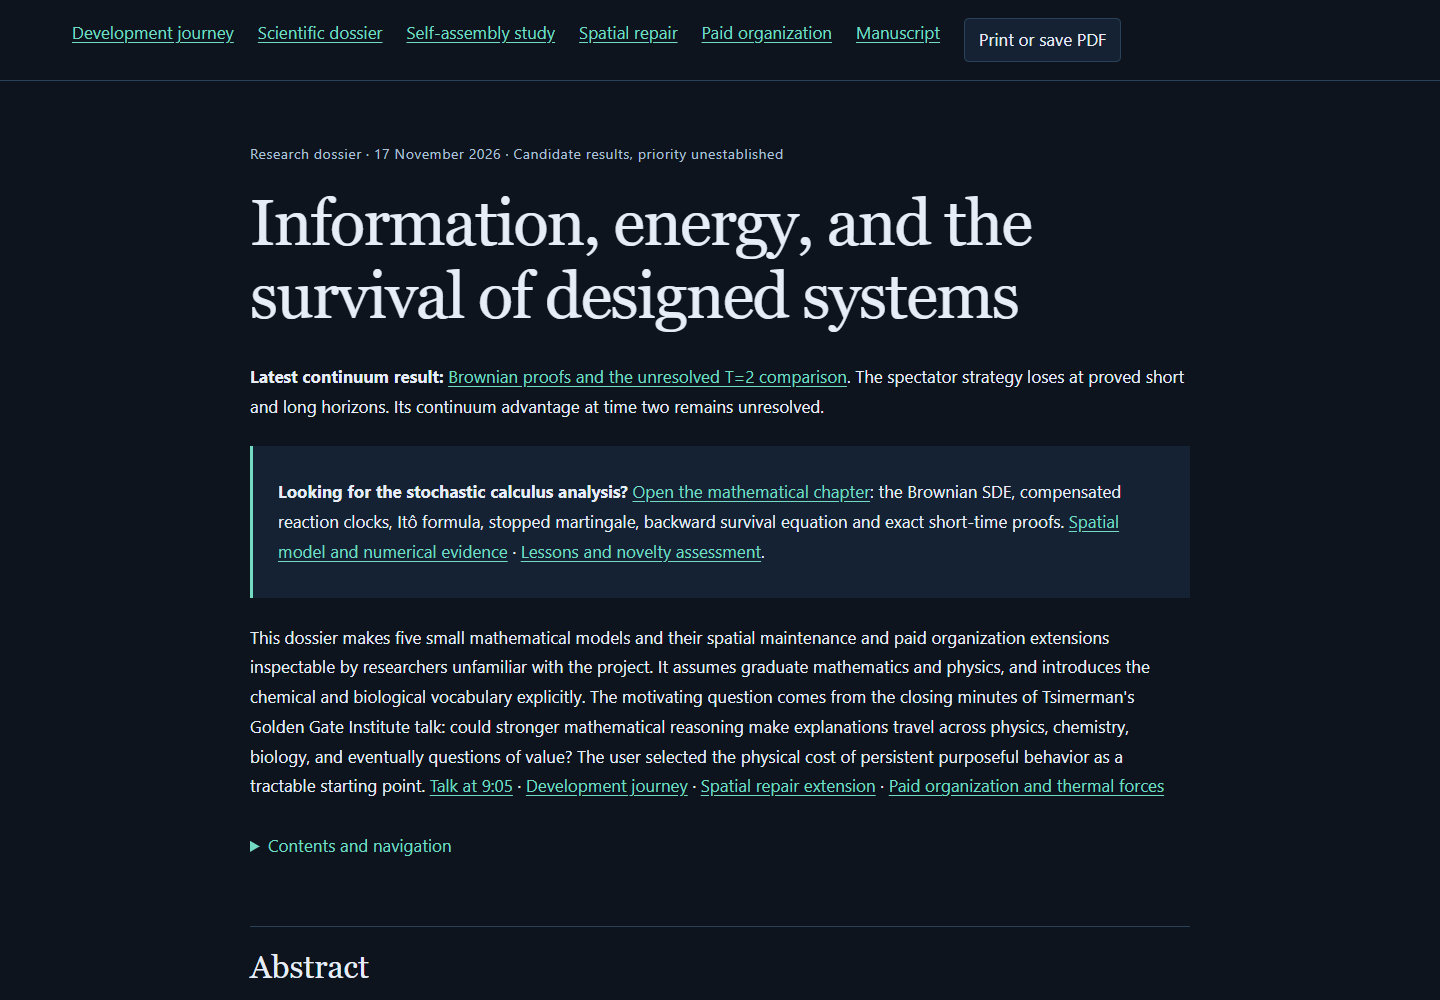 Development journey Scientific dossier Self-assembly study Spatial repair Paid organization Manuscript Print or save PDF
Research dossier · 17 November 2026 · Candidate results, priority unestablished
Information, energy, and the
survival of designed systems
Latest continuum result: Brownian proofs and the unresolved T=2 comparison. The spectator strategy loses at proved short
and long horizons. Its continuum advantage at time two remains unresolved.
Looking for the stochastic calculus analysis? Open the mathematical chapter: the Brownian SDE, compensated
reaction clocks, Itô formula, stopped martingale, backward survival equation and exact short-time proofs. Spatial
model and numerical evidence · Lessons and novelty assessment.
This dossier makes five small mathematical models and their spatial maintenance and paid organization extensions
inspectable by researchers unfamiliar with the project. It assumes graduate mathematics and physics, and introduces the
chemical and biological vocabulary explicitly. The motivating question comes from the closing minutes of Tsimerman's
Golden Gate Institute talk: could stronger mathematical reasoning make explanations travel across physics, chemistry,
biology, and eventually questions of value? The user selected the physical cost of persistent purposeful behavior as a
tractable starting point. Talk at 9:05 · Development journey · Spatial repair extension · Paid organization and thermal forces
▶ Contents and navigation
Abstract